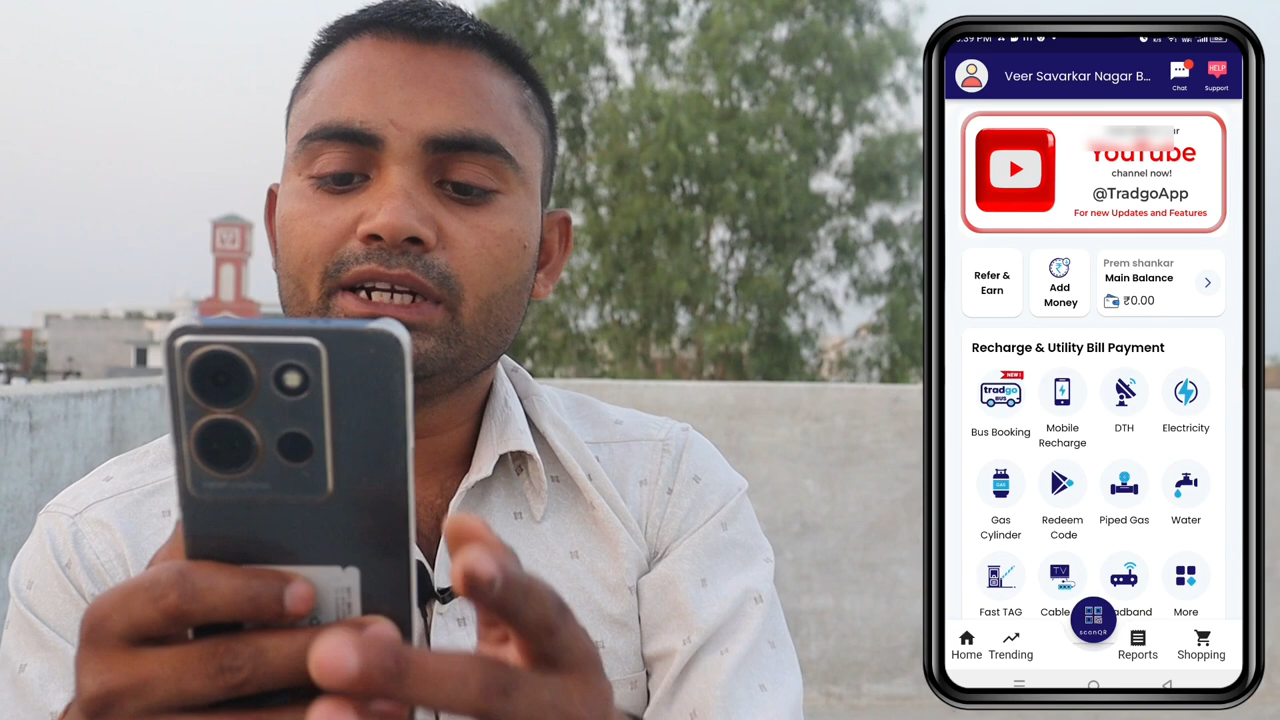 Veer Savarkar Nagar B...
HELP
Chat
Support
YouTube
channel now!
@TradgoApp
For new Updates and Features
Refer &
Earn
Add
Money
Prem shankar
Main Balance
₹0.00
Recharge & Utility Bill Payment
NEW !
tradgo
BUS
Bus Booking
Mobile
Recharge
DTH
Electricity
GAS
Gas
Cylinder
Redeem
Code
Piped Gas
Water
TV
Fast TAG
Cable
More
scanQR
Home
Trending
Reports
Shopping